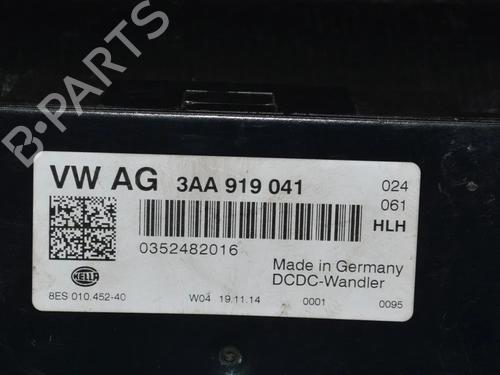 VW AG 3AA 919 041 024
061
HLH
0352482016
Made in Germany
DCDC-Wandler
HELLA
8ES 010.452-40 W04 19.11.14 0001 0095
B-PARTS